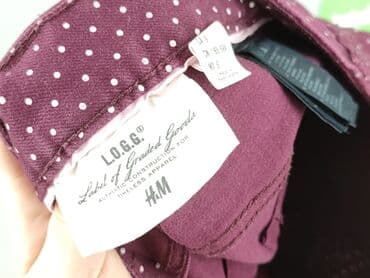 L.O.G.G.®
Label of Graded Goods
AUTHENTIC CONSTRUCTION FOR
TIMELESS APPAREL
H&M